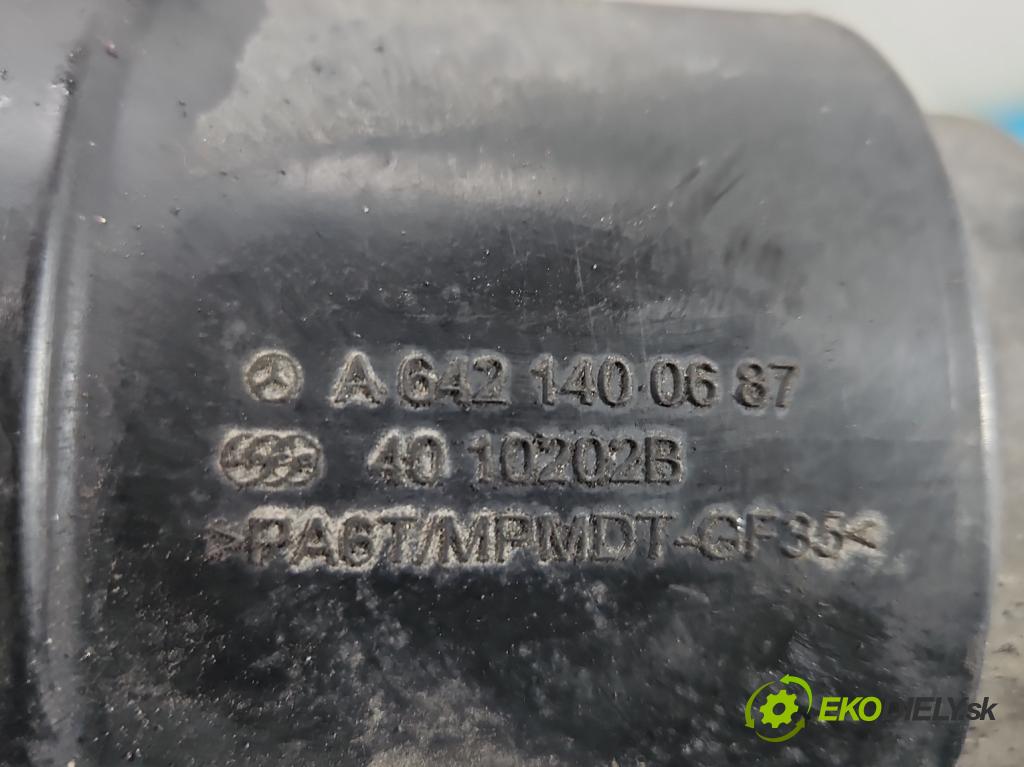 A 642 140 06 87
40 10202B
>PA6T/MPMDT-GF35<
EKODIELY.sk